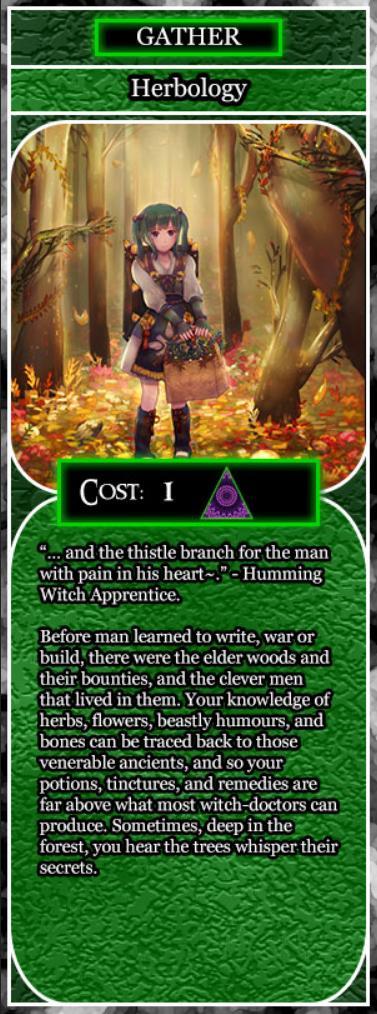 GATHER
Herbology
COST: 1
"... and the thistle branch for the man
with pain in his heart~." - Humming
Witch Apprentice.
Before man learned to write, war or
build, there were the elder woods and
their bounties, and the clever men
that lived in them. Your knowledge of
herbs, flowers, beastly humours, and
bones can be traced back to those
venerable ancients, and so your
potions, tinctures, and remedies are
far above what most witch-doctors can
produce. Sometimes, deep in the
forest, you hear the trees whisper their
secrets.